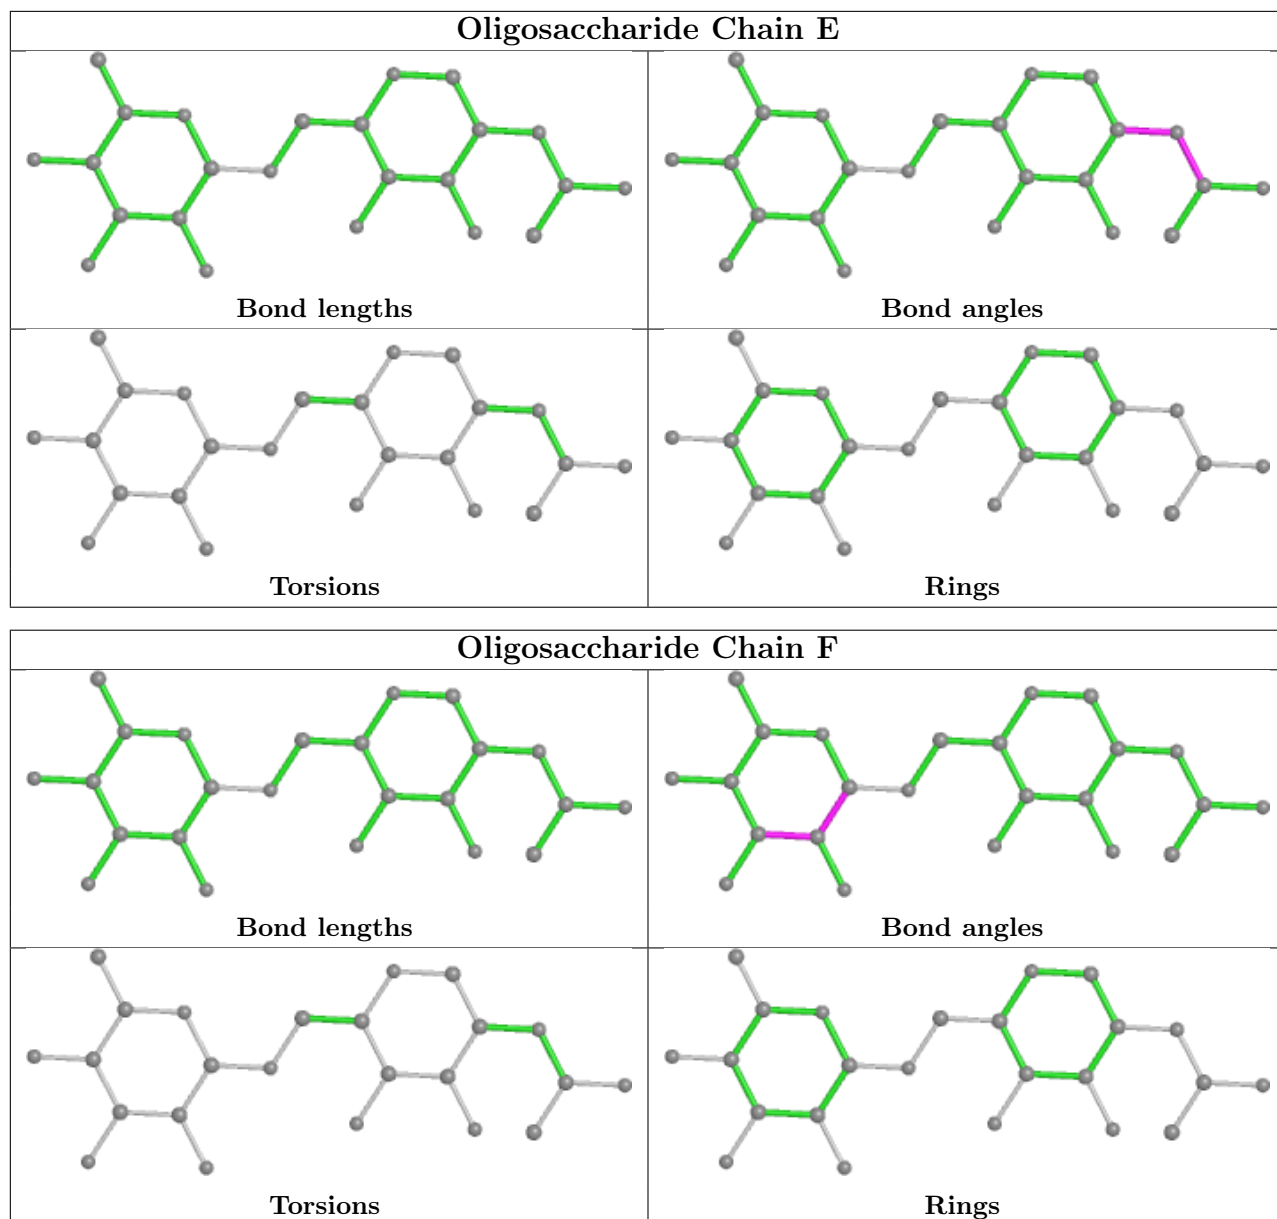 Oligosaccharide Chain E
Bond lengths
Bond angles
Torsions
Rings
Oligosaccharide Chain F
Bond lengths
Bond angles
Torsions
Rings